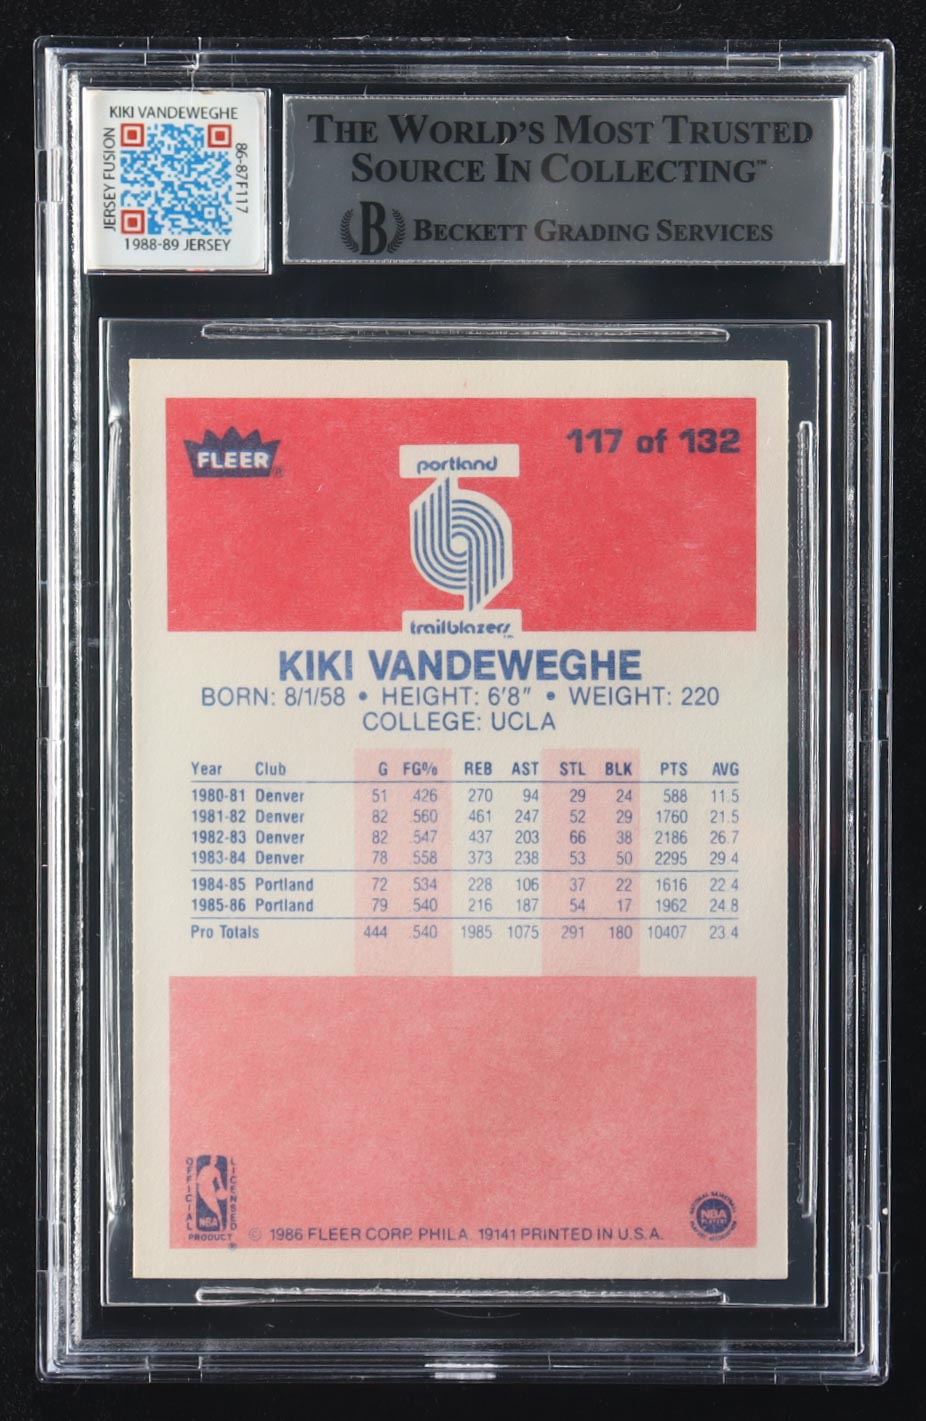 KIKI VANDEWEGHE
JERSEY FUSION
86-87F117
1988-89 JERSEY
THE WORLD'S MOST TRUSTED
SOURCE IN COLLECTING™
B BECKETT GRADING SERVICES
FLEER®
117 of 132
portland
trailblazers™
KIKI VANDEWEGHE
BORN: 8/1/58 • HEIGHT: 6'8" • WEIGHT: 220
COLLEGE: UCLA
Year Club G FG% REB AST STL BLK PTS AVG
1980-81 Denver 51 .426 270 94 29 24 588 11.5
1981-82 Denver 82 .560 461 247 52 29 1760 21.5
1982-83 Denver 82 .547 437 203 66 38 2186 26.7
1983-84 Denver 78 .558 373 238 53 50 2295 29.4
1984-85 Portland 72 .534 228 106 37 22 1616 22.4
1985-86 Portland 79 .540 216 187 54 17 1962 24.8
Pro Totals 444 .540 1985 1075 291 180 10407 23.4
OFFICIAL
LICENSED
NBA
PRODUCT®
© 1986 FLEER CORP. PHILA. 19141 PRINTED IN U.S.A.
NATIONAL BASKETBALL
NBA
PLAYERS
ASSOCIATION